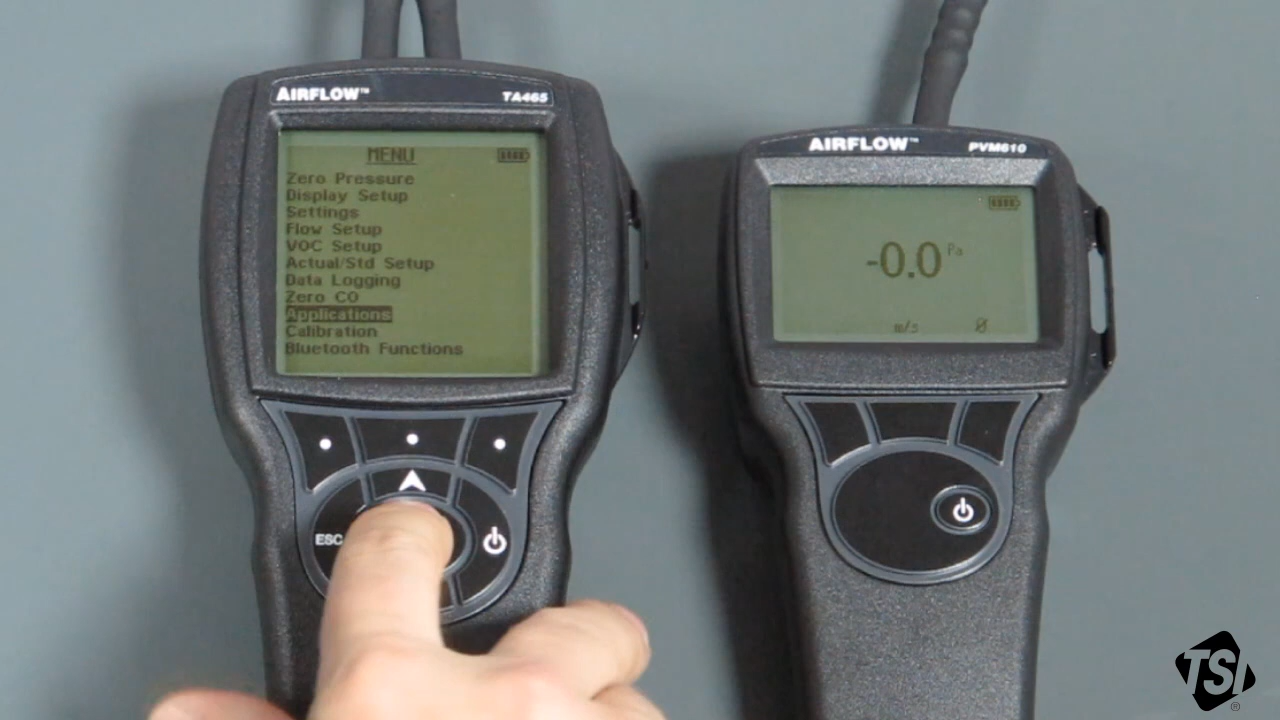 AIRFLOW™ TA465
MENU
Zero Pressure
Display Setup
Settings
Flow Setup
VOC Setup
Actual/Std Setup
Data Logging
Zero CO
Applications
Calibration
Bluetooth Functions
ESC
AIRFLOW™ PVM610
-0.0 Pa
m/s
TSI®